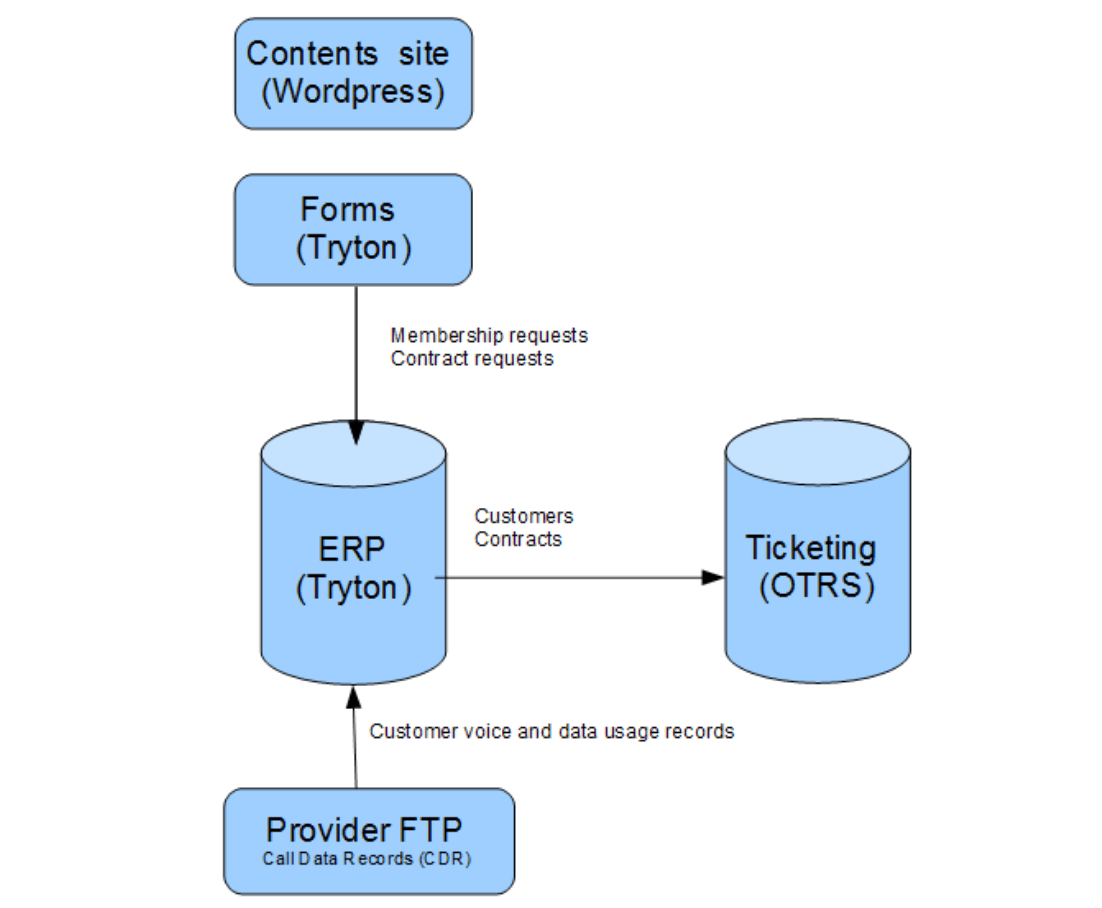 Contents site
(Wordpress)
Forms
(Tryton)
Membership requests
Contract requests
Customers
Contracts
ERP
(Tryton)
Ticketing
(OTRS)
Customer voice and data usage records
Provider FTP
Call Data Records (CDR)